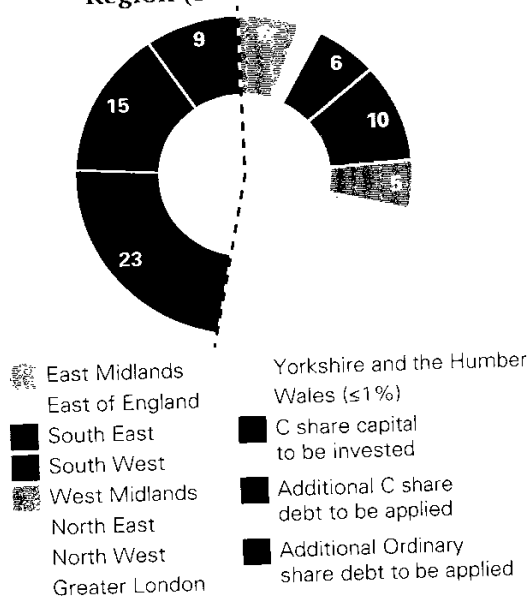 Region (
9
6
15
10
5
23
East Midlands
East of England
South East
South West
West Midlands
North East
North West
Greater London
Yorkshire and the Humber
Wales (≤1%)
C share capital
to be invested
Additional C share
debt to be applied
Additional Ordinary
share debt to be applied